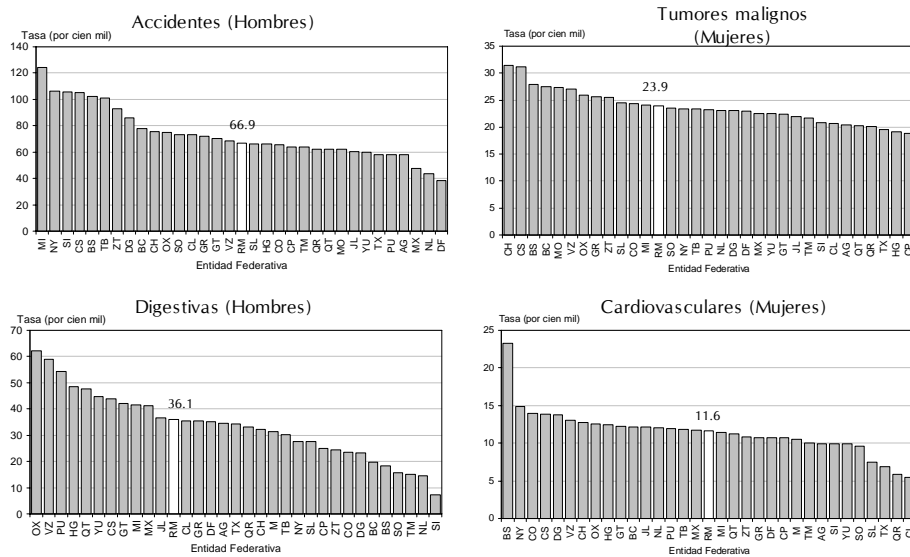 Accidentes (Hombres)
Tasa (por cien mil)
140
120
100
80
60
40
20
0
66.9
MI NY SI CS BS TB ZT DG BC CH OX SO CL GR GT VZ RM SL HG CO CP TM QR QT MO JL YU TX PU AG MX NL DF
Entidad Federativa
Tumores malignos
(Mujeres)
Tasa (por cien mil)
35
30
25
20
15
10
5
0
23.9
CH CS BS BC MO VZ OX GR ZT SL CO MI RM SO NY TB PU NL DG DF MX YU GT JL TM SI CL AG QT QR TX HG CP
Entidad Federativa
Digestivas (Hombres)
Tasa (por cien mil)
70
60
50
40
30
20
10
0
36.1
OX VZ PU HG QT YU CS GT MI MX JL RM CL GR DF AG TX QR CH M TB NY SL CP ZT CO DG BC BS SO TM NL SI
Entidad Federativa
Cardiovasculares (Mujeres)
Tasa (por cien mil)
25
20
15
10
5
0
11.6
BS NY CO CS DG VZ CH OX HG GT BC JL NL PU TB MX RM MI QT ZT GR DF CP M TM AG SI YU SO SL TX QR
Entidad Federativa